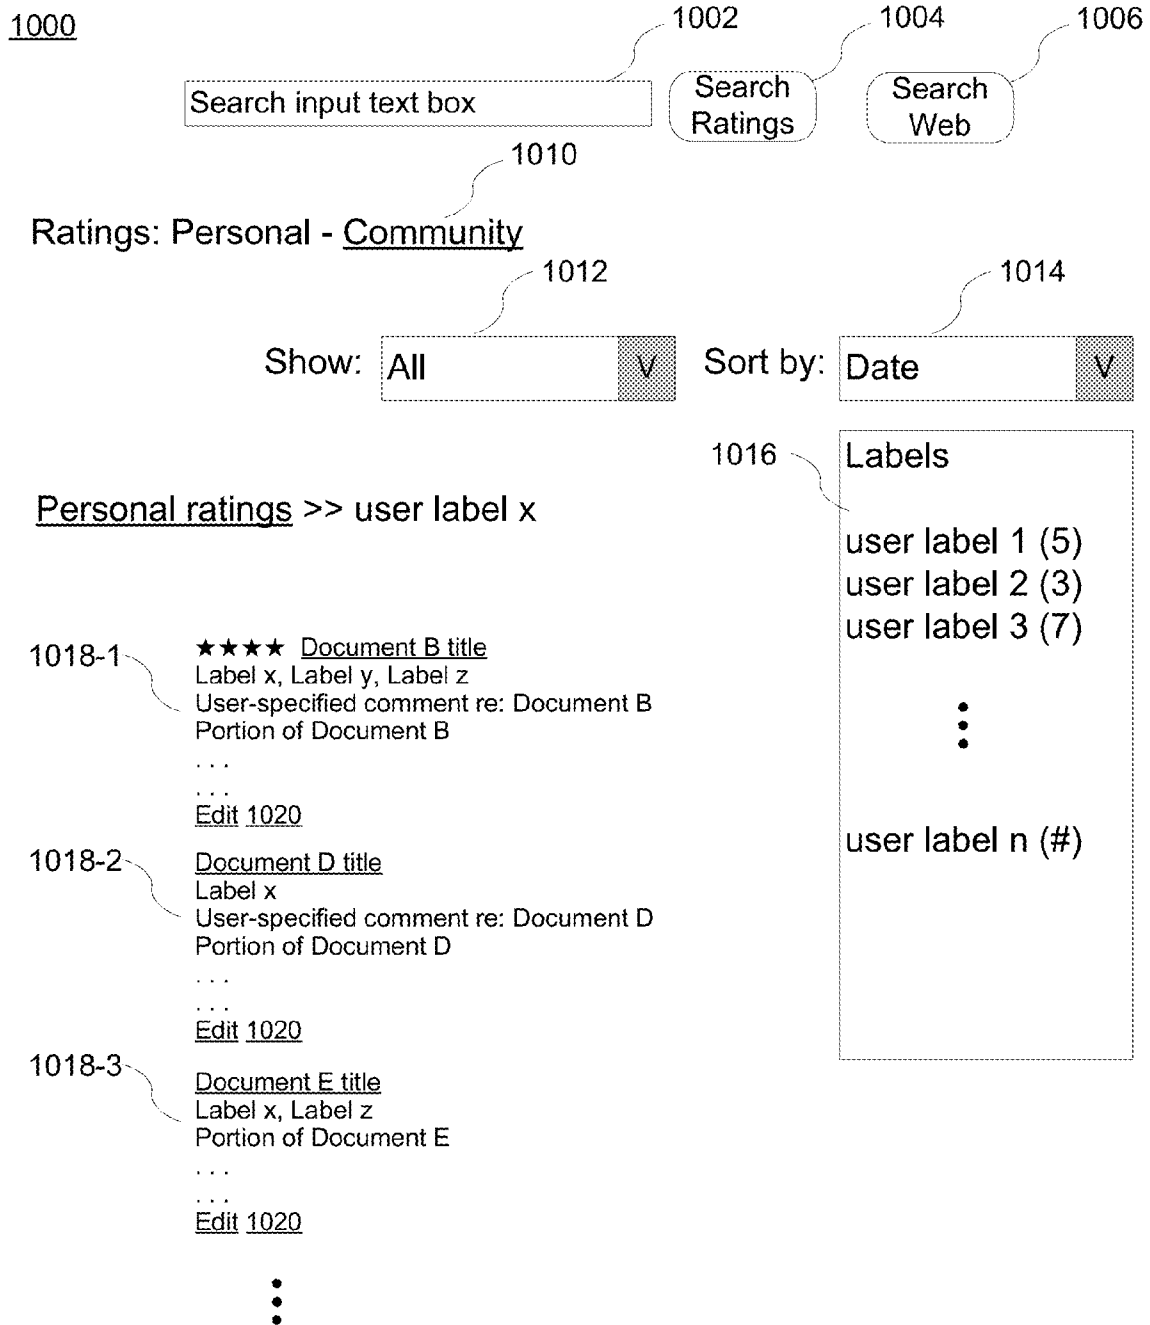 1000
1002
1004
1006
Search input text box
Search
Ratings
Search
Web
1010
Ratings: Personal - Community
1012
1014
Show: All V
Sort by: Date V
1016
Labels
Personal ratings >> user label x
user label 1 (5)
user label 2 (3)
user label 3 (7)
user label n (#)
1018-1
★★★★ Document B title
Label x, Label y, Label z
User-specified comment re: Document B
Portion of Document B
. . .
. . .
Edit 1020
1018-2
Document D title
Label x
User-specified comment re: Document D
Portion of Document D
. . .
. . .
Edit 1020
1018-3
Document E title
Label x, Label z
Portion of Document E
. . .
. . .
Edit 1020